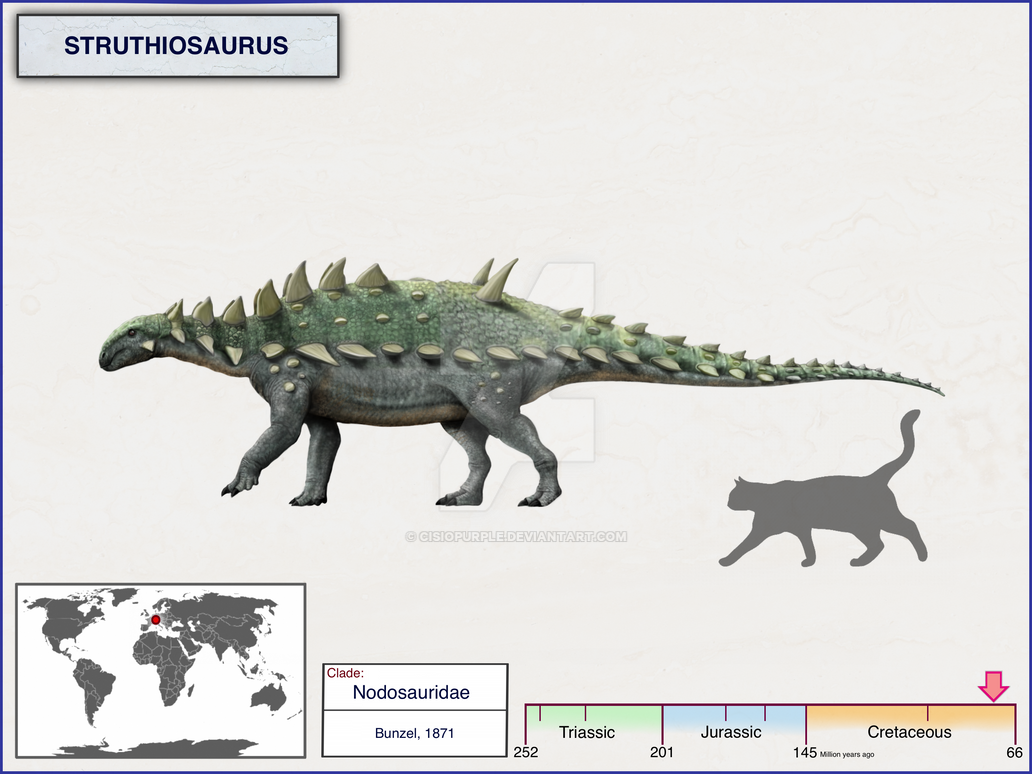 STRUTHIOSAURUS
© CISIOPURPLE.DEVIANTART.COM
Clade:
Nodosauridae
Bunzel, 1871
Triassic Jurassic Cretaceous
252 201 145 Million years ago 66